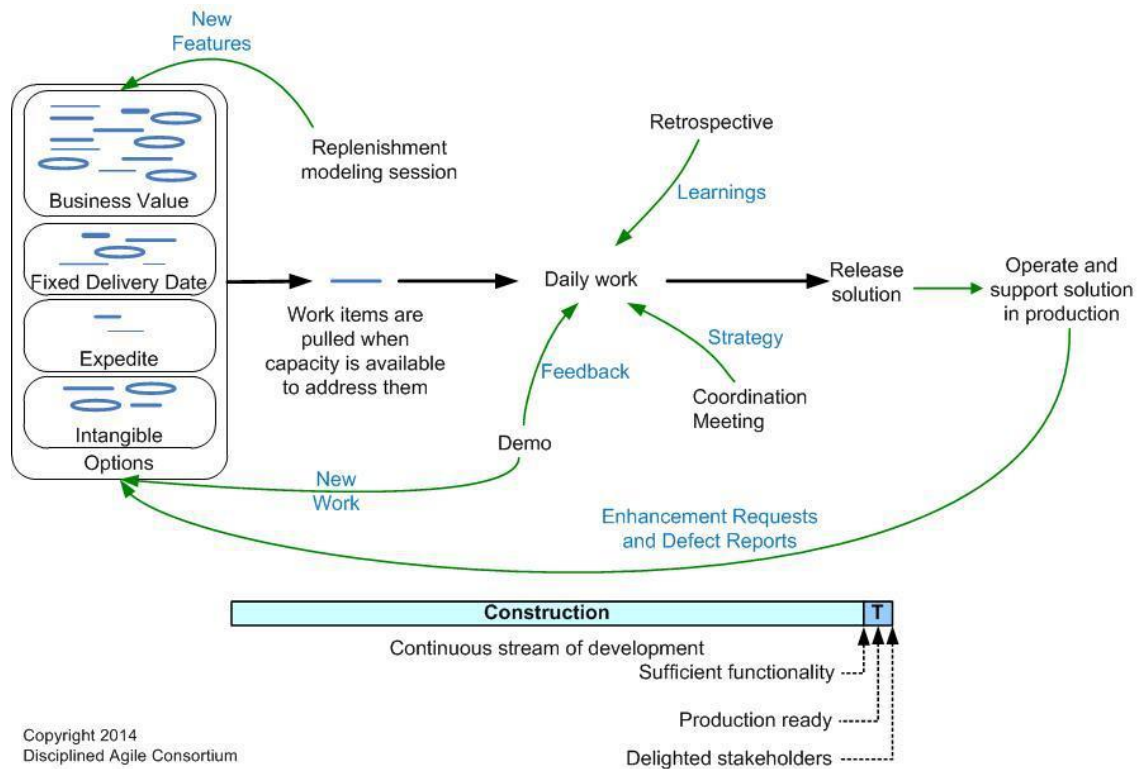 New
Features
Replenishment
modeling session
Business Value
Fixed Delivery Date
Expedite
Intangible
Options
Work items are
pulled when
capacity is available
to address them
Retrospective
Learnings
Daily work
Feedback
Strategy
Coordination
Meeting
Demo
New
Work
Release
solution
Operate and
support solution
in production
Enhancement Requests
and Defect Reports
Construction
T
Continuous stream of development
Sufficient functionality
Production ready
Delighted stakeholders
Copyright 2014
Disciplined Agile Consortium